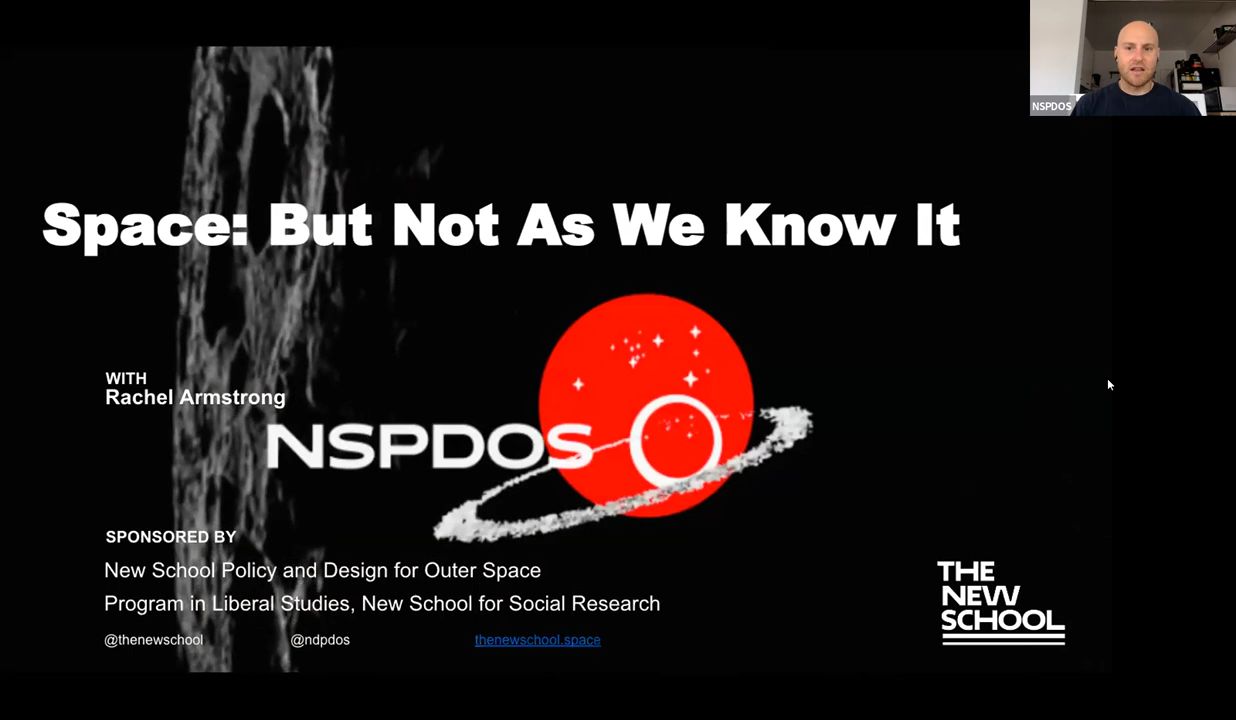 NSPDOS
Space: But Not As We Know It
WITH
Rachel Armstrong
NSPDOS
SPONSORED BY
New School Policy and Design for Outer Space
Program in Liberal Studies, New School for Social Research
@thenewschool @ndpdos thenewschool.space
THE
NEW
SCHOOL